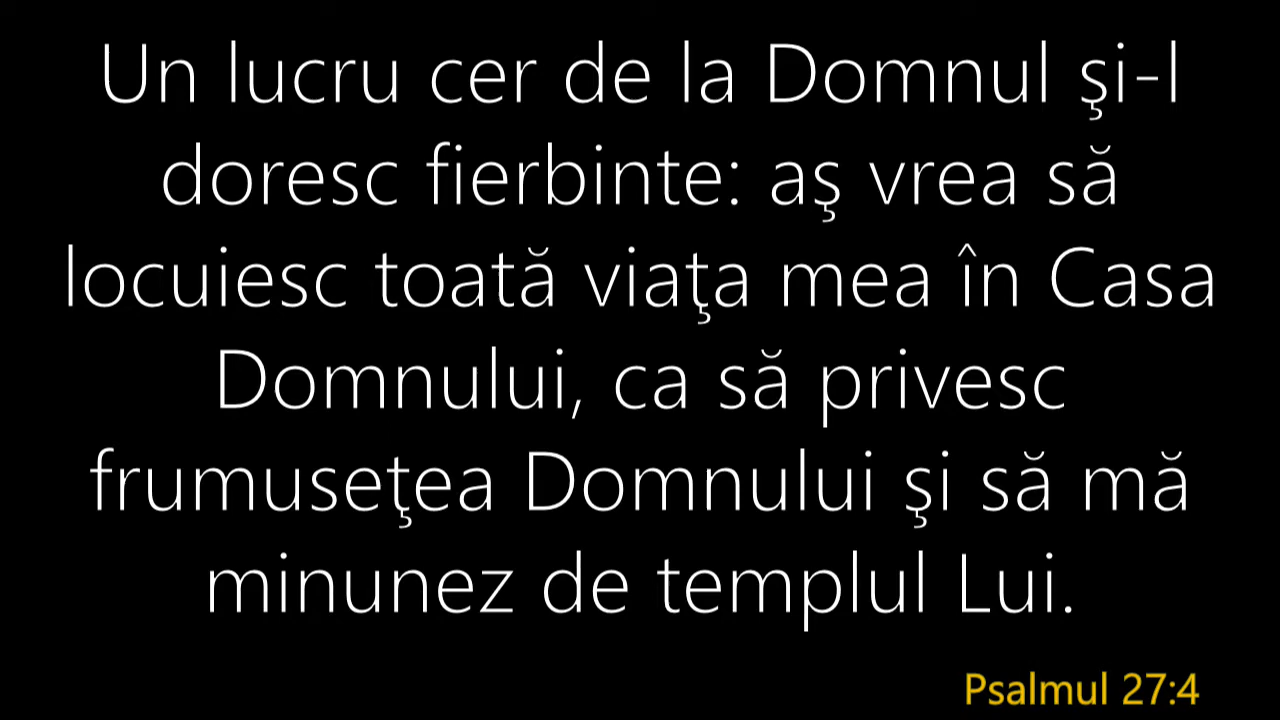 Un lucru cer de la Domnul şi-l
doresc fierbinte: aş vrea să
locuiesc toată viaţa mea în Casa
Domnului, ca să privesc
frumuseţea Domnului şi să mă
minunez de templul Lui.
Psalmul 27:4